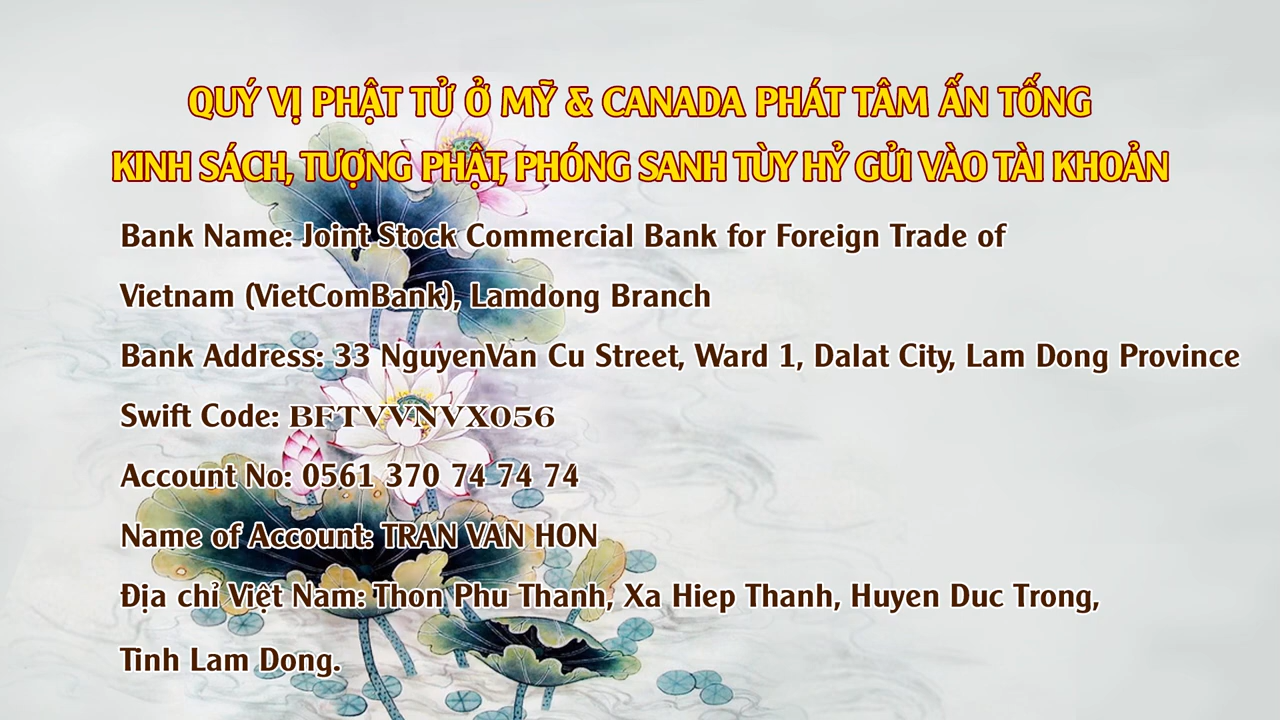 QUÝ VỊ PHẬT TỬ Ở MỸ & CANADA PHÁT TÂM ẤN TỐNG
KINH SÁCH, TƯỢNG PHẬT, PHÓNG SANH TÙY HỶ GỬI VÀO TÀI KHOẢN
Bank Name: Joint Stock Commercial Bank for Foreign Trade of
Vietnam (VietComBank), Lamdong Branch
Bank Address: 33 NguyenVan Cu Street, Ward 1, Dalat City, Lam Dong Province
Swift Code: BFTVVNVX056
Account No: 0561 370 74 74 74
Name of Account: TRAN VAN HON
Địa chỉ Việt Nam: Thon Phu Thanh, Xa Hiep Thanh, Huyen Duc Trong,
Tinh Lam Dong.